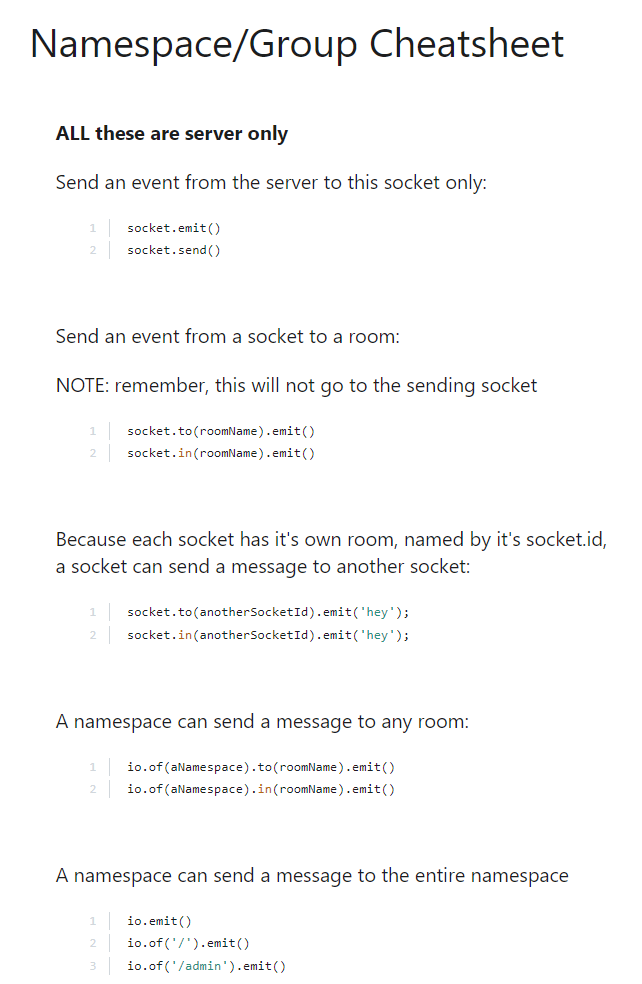 Namespace/Group Cheatsheet
ALL these are server only
Send an event from the server to this socket only:
1 socket.emit()
2 socket.send()
Send an event from a socket to a room:
NOTE: remember, this will not go to the sending socket
1 socket.to(roomName).emit()
2 socket.in(roomName).emit()
Because each socket has it's own room, named by it's socket.id,
a socket can send a message to another socket:
1 socket.to(anotherSocketId).emit('hey');
2 socket.in(anotherSocketId).emit('hey');
A namespace can send a message to any room:
1 io.of(aNamespace).to(roomName).emit()
2 io.of(aNamespace).in(roomName).emit()
A namespace can send a message to the entire namespace
1 io.emit()
2 io.of('/').emit()
3 io.of('/admin').emit()